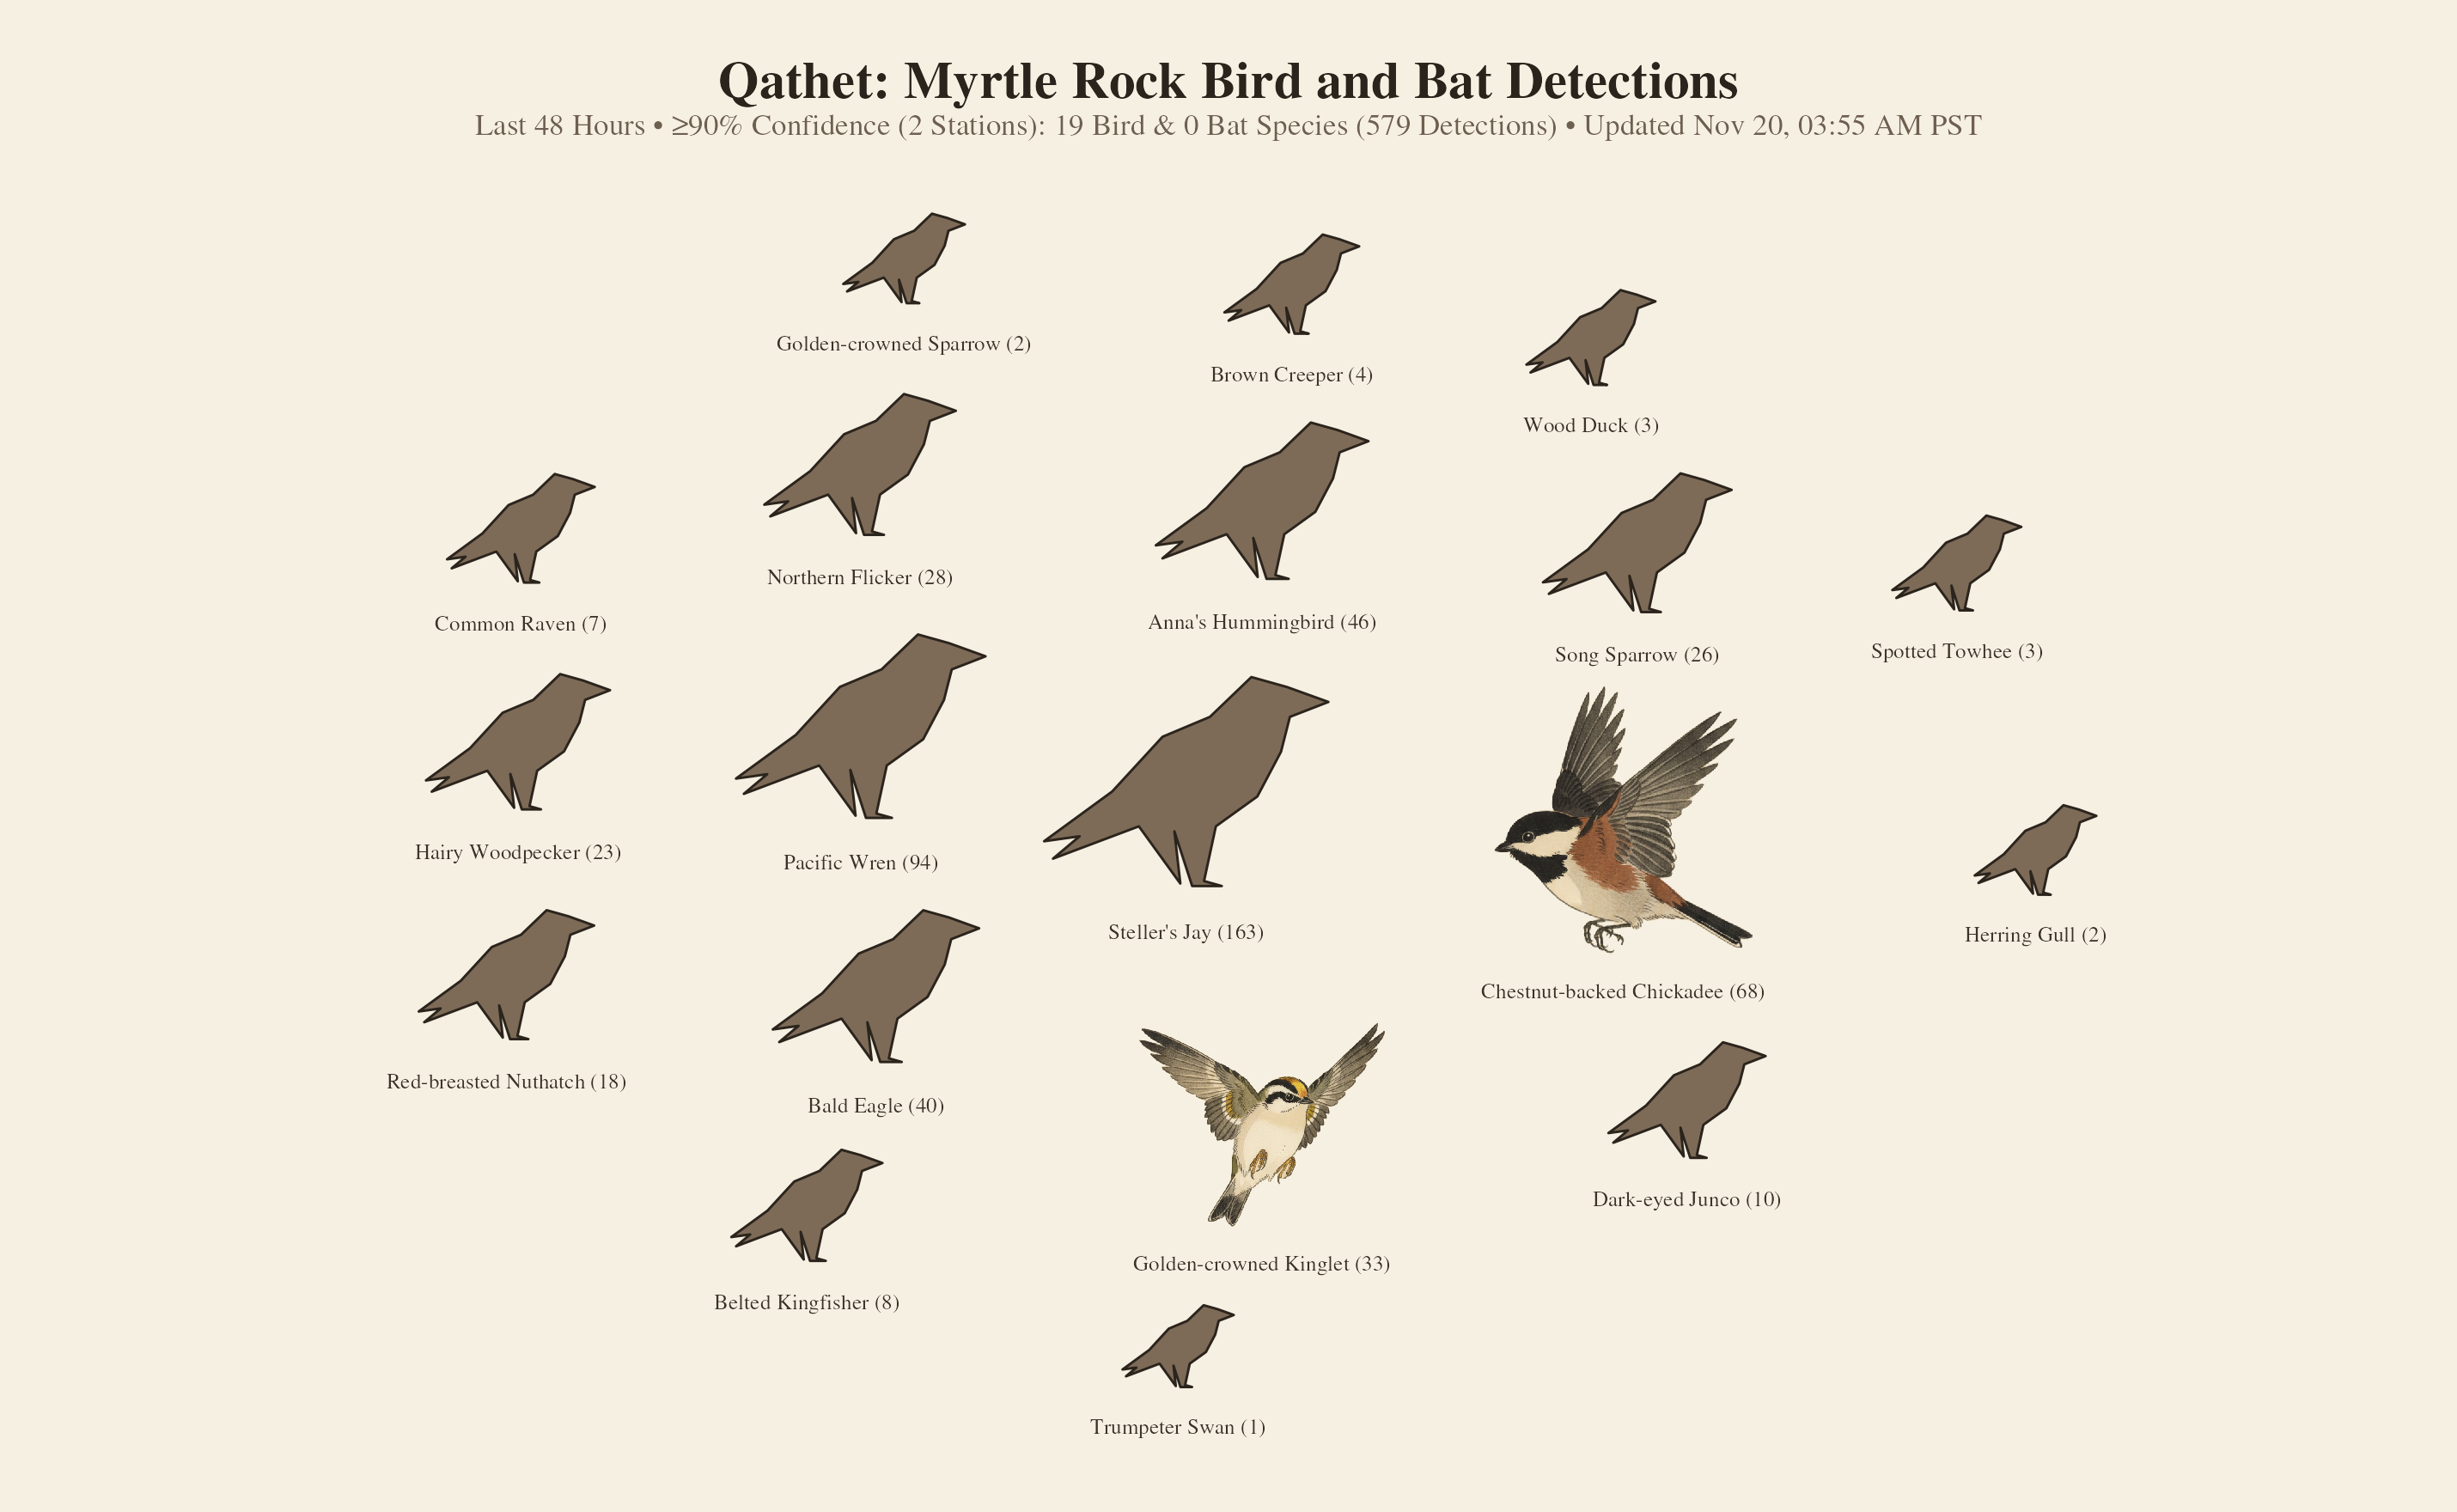 Qathet: Myrtle Rock Bird and Bat Detections
Last 48 Hours • ≥90% Confidence (2 Stations): 19 Bird & 0 Bat Species (579 Detections) • Updated Nov 20, 03:55 AM PST
Golden-crowned Sparrow (2)
Brown Creeper (4)
Wood Duck (3)
Northern Flicker (28)
Common Raven (7)
Anna's Hummingbird (46)
Song Sparrow (26)
Spotted Towhee (3)
Hairy Woodpecker (23)
Pacific Wren (94)
Steller's Jay (163)
Herring Gull (2)
Chestnut-backed Chickadee (68)
Red-breasted Nuthatch (18)
Bald Eagle (40)
Dark-eyed Junco (10)
Golden-crowned Kinglet (33)
Belted Kingfisher (8)
Trumpeter Swan (1)